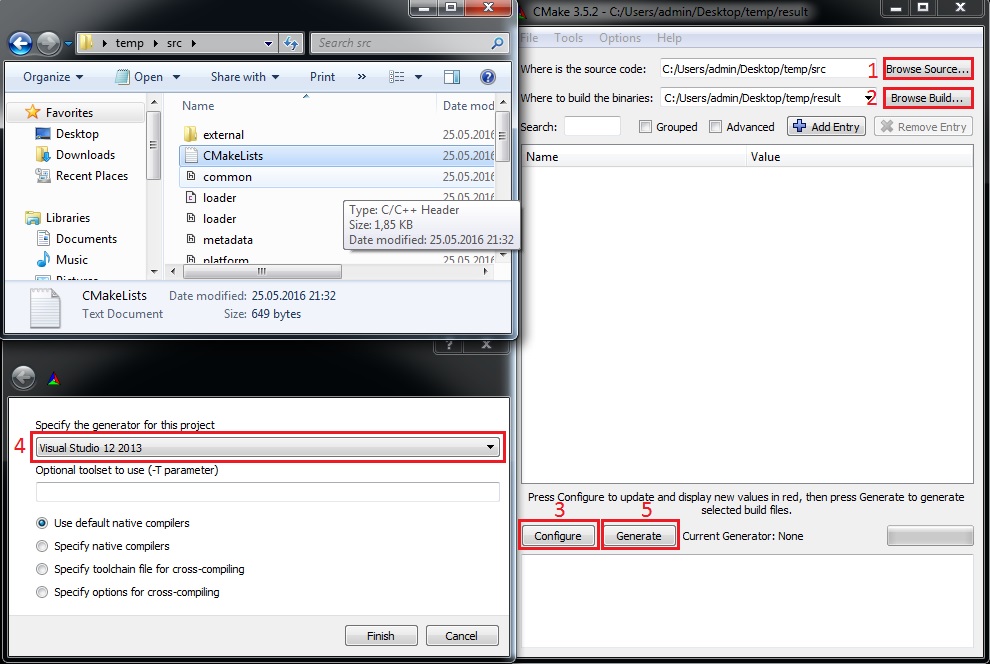 temp src
Search src
Organize Open Share with Print »
Favorites
Desktop
Downloads
Recent Places
Libraries
Documents
Music
Name Date mod
external 25.05.2016
CMakeLists 25.05.2016
common 25.05.2016
loader 25.05.2016
loader
metadata
platform 25.05.2016
Type: C/C++ Header
Size: 1,85 KB
Date modified: 25.05.2016 21:32
CMakeLists Date modified: 25.05.2016 21:32
Text Document Size: 649 bytes
Specify the generator for this project
4 Visual Studio 12 2013
Optional toolset to use (-T parameter)
Use default native compilers
Specify native compilers
Specify toolchain file for cross-compiling
Specify options for cross-compiling
Finish Cancel
CMake 3.5.2 - C:/Users/admin/Desktop/temp/result
File Tools Options Help
Where is the source code: C:/Users/admin/Desktop/temp/src 1 Browse Source...
Where to build the binaries: C:/Users/admin/Desktop/temp/result 2 Browse Build...
Search: Grouped Advanced Add Entry Remove Entry
Name Value
Press Configure to update and display new values in red, then press Generate to generate
selected build files.
3 5
Configure Generate Current Generator: None